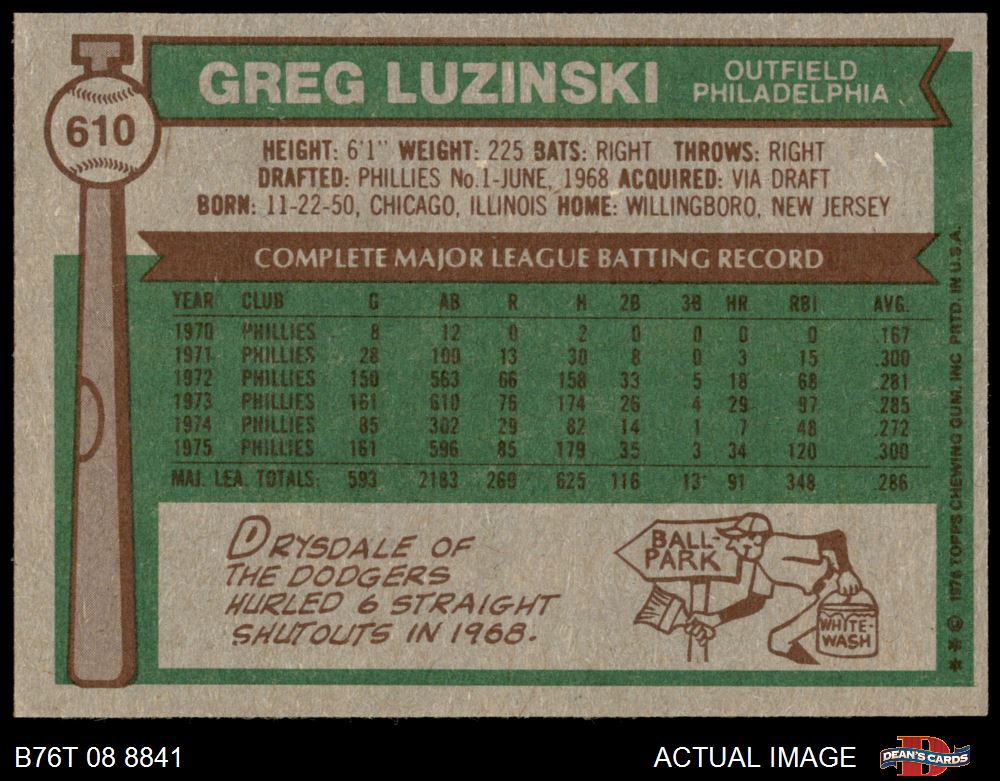 610
GREG LUZINSKI
OUTFIELD
PHILADELPHIA
HEIGHT: 6'1" WEIGHT: 225 BATS: RIGHT THROWS: RIGHT
DRAFTED: PHILLIES No.1-JUNE, 1968 ACQUIRED: VIA DRAFT
BORN: 11-22-50, CHICAGO, ILLINOIS HOME: WILLINGBORO, NEW JERSEY
COMPLETE MAJOR LEAGUE BATTING RECORD
YEAR CLUB G AB R H 2B 3B HR RBI AVG.
1970 PHILLIES 8 12 0 2 0 0 0 0 .167
1971 PHILLIES 28 100 13 30 8 0 3 15 .300
1972 PHILLIES 150 563 66 158 33 5 18 68 .281
1973 PHILLIES 161 610 76 174 26 4 29 97 .285
1974 PHILLIES 85 302 29 82 14 1 7 48 .272
1975 PHILLIES 161 596 85 179 35 3 34 120 .300
MAJ. LEA. TOTALS: 593 2183 269 625 116 13 91 348 .286
DRYSDALE OF
THE DODGERS
HURLED 6 STRAIGHT
SHUTOUTS IN 1968.
BALL-
PARK
WHITE-
WASH
** © 1976 TOPPS CHEWING GUM, INC. PRTD. IN U.S.A.
B76T 08 8841
ACTUAL IMAGE
DEAN'S CARDS